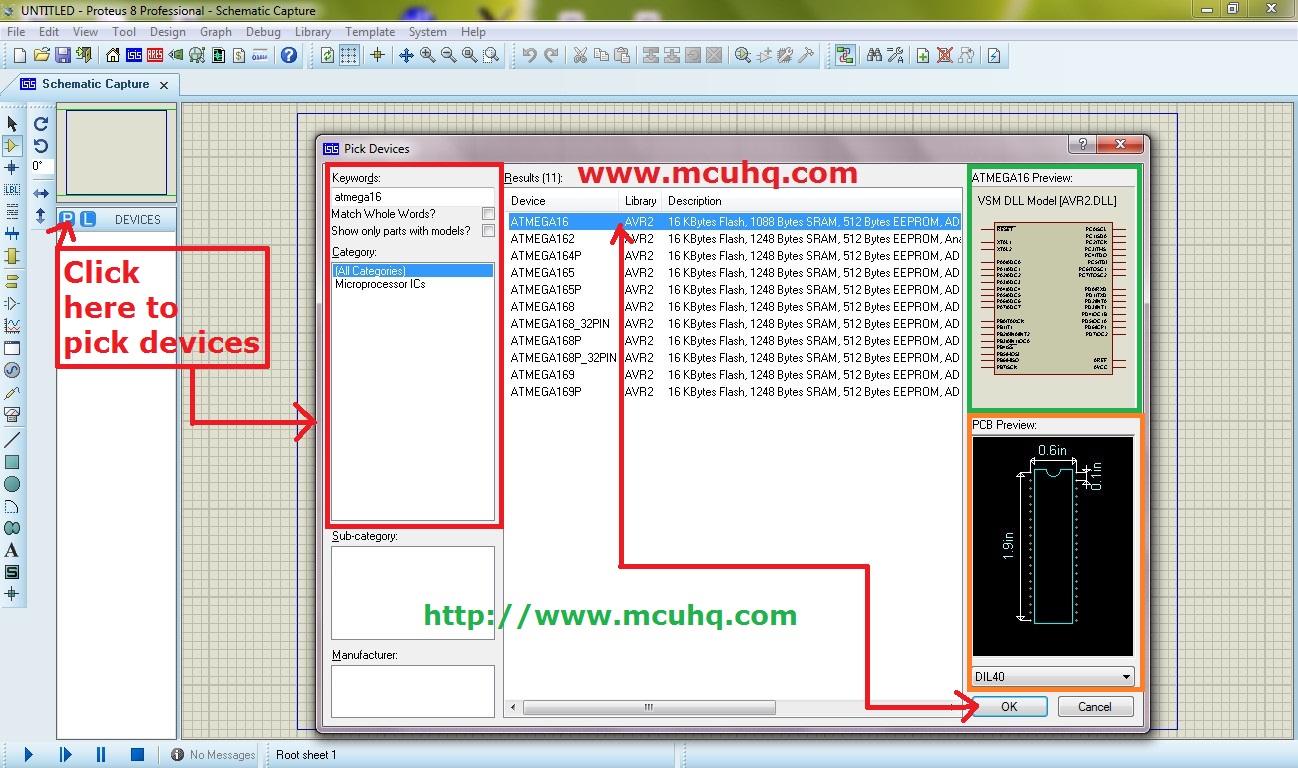 UNTITLED - Proteus 8 Professional - Schematic Capture
File Edit View Tool Design Graph Debug Library Template System Help
ISIS ARES $ ?
ISIS Schematic Capture x
0°
LBL
P L DEVICES
Click
here to
pick devices
A
S
ISIS Pick Devices
?
Keywords:
atmega16
Match Whole Words?
Show only parts with models?
Category:
(All Categories)
Microprocessor ICs
Sub-category:
Manufacturer:
Results (11):
www.mcuhq.com
Device Library Description
ATMEGA16 AVR2 16 KBytes Flash, 1088 Bytes SRAM, 512 Bytes EEPROM, AD
ATMEGA162 AVR2 16 KBytes Flash, 1248 Bytes SRAM, 512 Bytes EEPROM, Ana
ATMEGA164P AVR2 16 KBytes Flash, 1248 Bytes SRAM, 512 Bytes EEPROM, AD
ATMEGA165 AVR2 16 KBytes Flash, 1248 Bytes SRAM, 512 Bytes EEPROM, AD
ATMEGA165P AVR2 16 KBytes Flash, 1248 Bytes SRAM, 512 Bytes EEPROM, AD
ATMEGA168 AVR2 16 KBytes Flash, 1248 Bytes SRAM, 512 Bytes EEPROM, AD
ATMEGA168_32PIN AVR2 16 KBytes Flash, 1248 Bytes SRAM, 512 Bytes EEPROM, AD
ATMEGA168P AVR2 16 KBytes Flash, 1248 Bytes SRAM, 512 Bytes EEPROM, AD
ATMEGA168P_32PIN AVR2 16 KBytes Flash, 1248 Bytes SRAM, 512 Bytes EEPROM, AD
ATMEGA169 AVR2 16 KBytes Flash, 1248 Bytes SRAM, 512 Bytes EEPROM, AD
ATMEGA169P AVR2 16 KBytes Flash, 1248 Bytes SRAM, 512 Bytes EEPROM, AD
http://www.mcuhq.com
ATMEGA16 Preview:
VSM DLL Model [AVR2.DLL]
RESET
XTAL1
XTAL2
PCB Preview:
0.6in
0.1in
1.9in
DIL40
OK Cancel
No Messages Root sheet 1